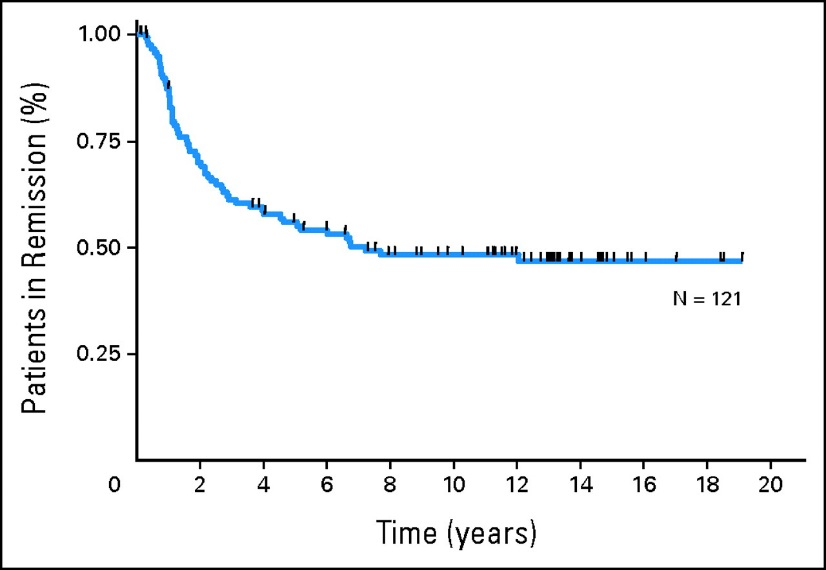 Patients in Remission (%)
1.00
0.75
0.50
0.25
N = 121
0 2 4 6 8 10 12 14 16 18 20
Time (years)